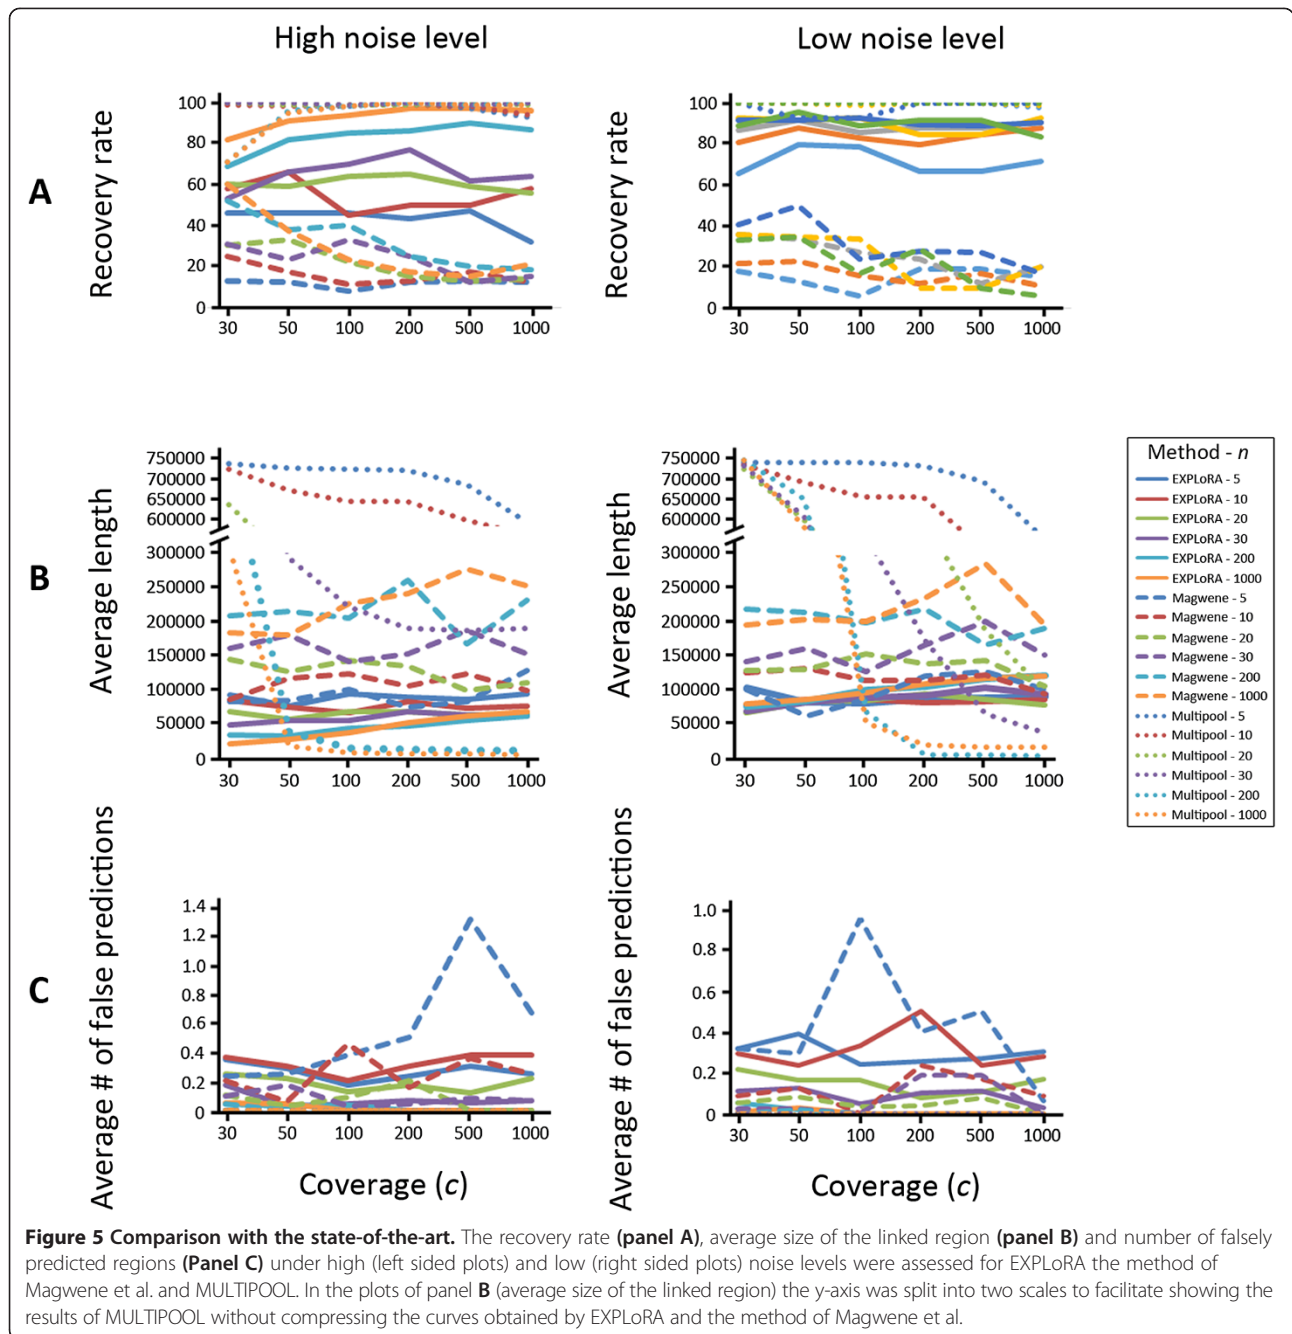 High noise level
Low noise level
A
Recovery rate
100
80
60
40
20
0
30 50 100 200 500 1000
Recovery rate
100
80
60
40
20
0
30 50 100 200 500 1000
B
Average length
750000
700000
650000
600000
300000
250000
200000
150000
100000
50000
0
30 50 100 200 500 1000
Average length
750000
700000
650000
600000
300000
250000
200000
150000
100000
50000
0
30 50 100 200 500 1000
Method - n
EXPLoRA - 5
EXPLoRA - 10
EXPLoRA - 20
EXPLoRA - 30
EXPLoRA - 200
EXPLoRA - 1000
Magwene - 5
Magwene - 10
Magwene - 20
Magwene - 30
Magwene - 200
Magwene - 1000
Multipool - 5
Multipool - 10
Multipool - 20
Multipool - 30
Multipool - 200
Multipool - 1000
C
Average # of false predictions
1.4
1.2
1.0
0.8
0.6
0.4
0.2
0
30 50 100 200 500 1000
Coverage (c)
Average # of false predictions
1.0
0.8
0.6
0.4
0.2
0
30 50 100 200 500 1000
Coverage (c)
Figure 5 Comparison with the state-of-the-art. The recovery rate (panel A), average size of the linked region (panel B) and number of falsely
predicted regions (Panel C) under high (left sided plots) and low (right sided plots) noise levels were assessed for EXPLoRA the method of
Magwene et al. and MULTIPOOL. In the plots of panel B (average size of the linked region) the y-axis was split into two scales to facilitate showing the
results of MULTIPOOL without compressing the curves obtained by EXPLoRA and the method of Magwene et al.